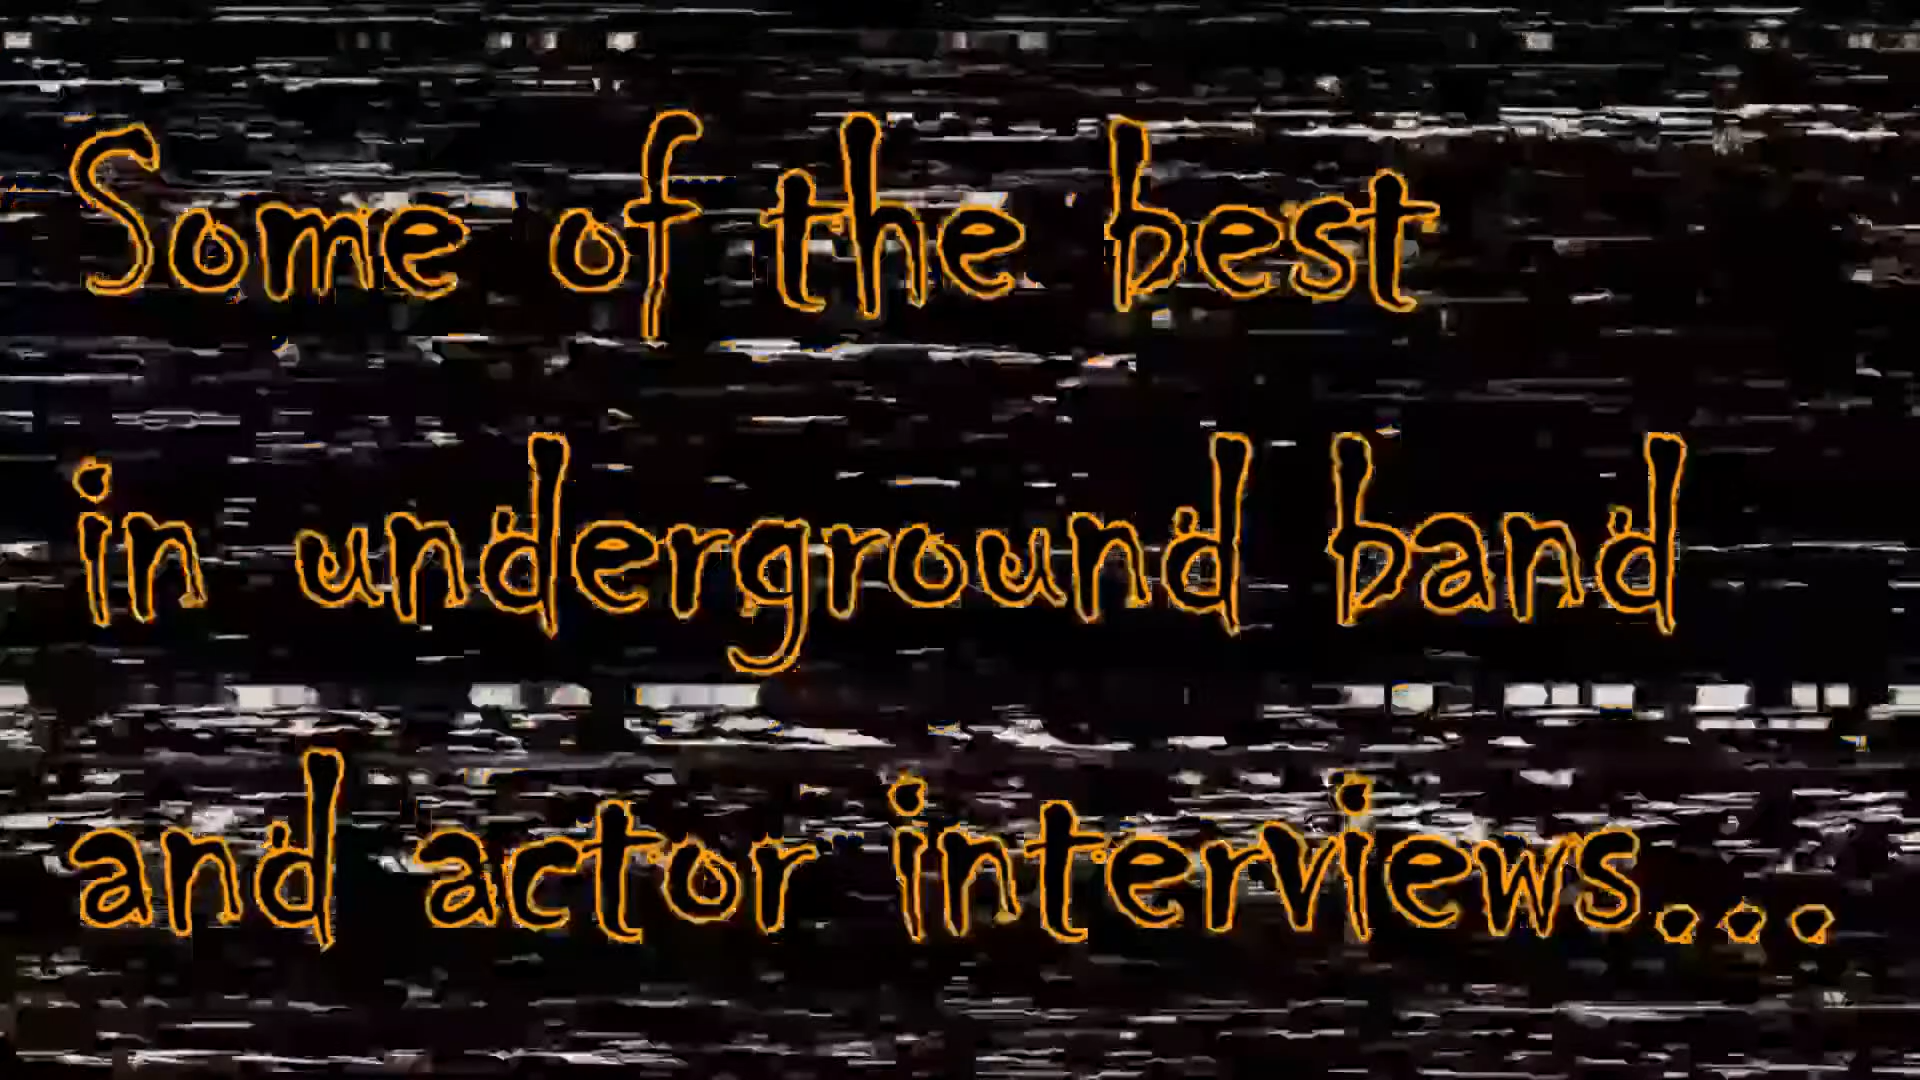 Some of the best
in underground band
and actor interviews...